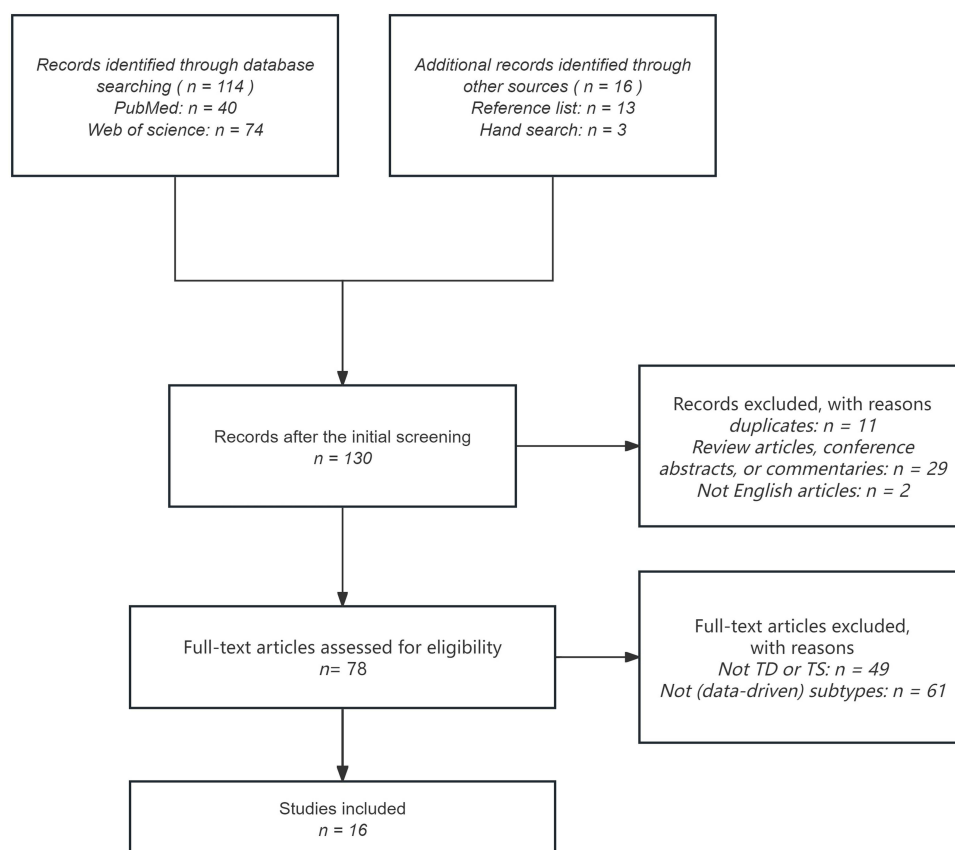 Records identified through database
searching ( n = 114 )
PubMed: n = 40
Web of science: n = 74
Additional records identified through
other sources ( n = 16 )
Reference list: n = 13
Hand search: n = 3
Records after the initial screening
n = 130
Records excluded, with reasons
duplicates: n = 11
Review articles, conference
abstracts, or commentaries: n = 29
Not English articles: n = 2
Full-text articles assessed for eligibility
n= 78
Full-text articles excluded,
with reasons
Not TD or TS: n = 49
Not (data-driven) subtypes: n = 61
Studies included
n = 16